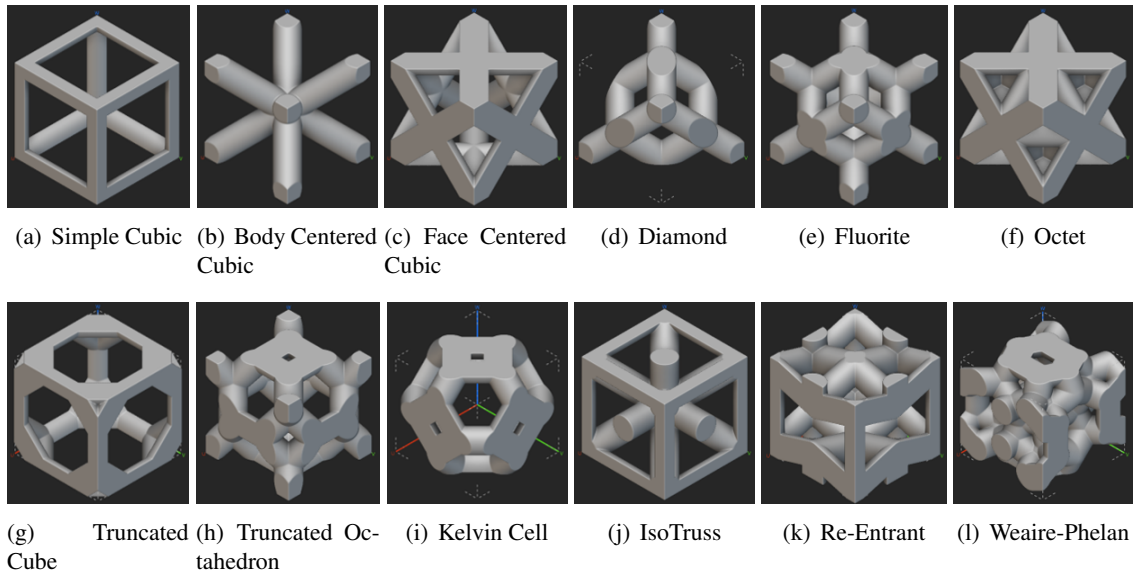 (a) Simple Cubic (b) Body Centered (c) Face Centered (d) Diamond (e) Fluorite (f) Octet
Cubic Cubic
(g) Truncated (h) Truncated Oc- (i) Kelvin Cell (j) IsoTruss (k) Re-Entrant (l) Weaire-Phelan
Cube tahedron